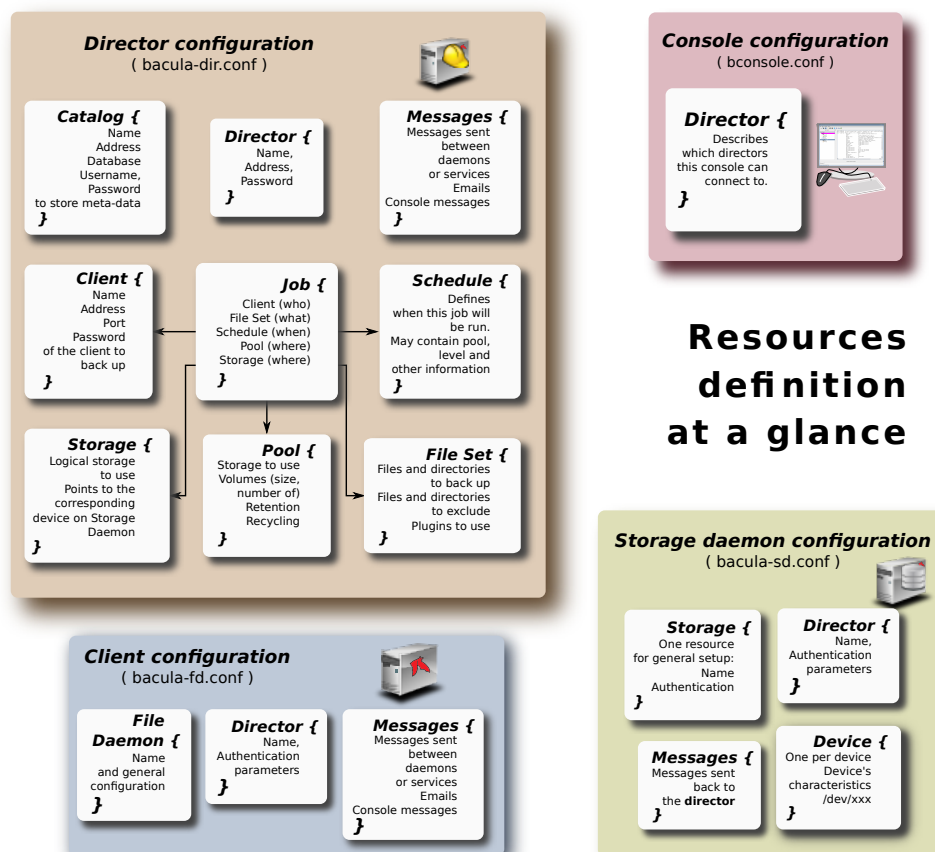 Director configuration
( bacula-dir.conf )
Catalog {
Name
Address
Database
Username,
Password
to store meta-data
}
Director {
Name,
Address,
Password
}
Messages {
Messages sent
between
daemons
or services
Emails
Console messages
}
Client {
Name
Address
Port
Password
of the client to
back up
}
Job {
Client (who)
File Set (what)
Schedule (when)
Pool (where)
Storage (where)
}
Schedule {
Defines
when this job will
be run.
May contain pool,
level and
other information
}
Storage {
Logical storage
to use
Points to the
corresponding
device on Storage
Daemon
}
Pool {
Storage to use
Volumes (size,
number of)
Retention
Recycling
}
File Set {
Files and directories
to back up
Files and directories
to exclude
Plugins to use
}
Console configuration
( bconsole.conf )
Director {
Describes
which directors
this console can
connect to.
}
Resources
definition
at a glance
Client configuration
( bacula-fd.conf )
File
Daemon {
Name
and general
configuration
}
Director {
Name,
Authentication
parameters
}
Messages {
Messages sent
between
daemons
or services
Emails
Console messages
}
Storage daemon configuration
( bacula-sd.conf )
Storage {
One resource
for general setup:
Name
Authentication
}
Director {
Name,
Authentication
parameters
}
Messages {
Messages sent
back to
the director
}
Device {
One per device
Device's
characteristics
/dev/xxx
}